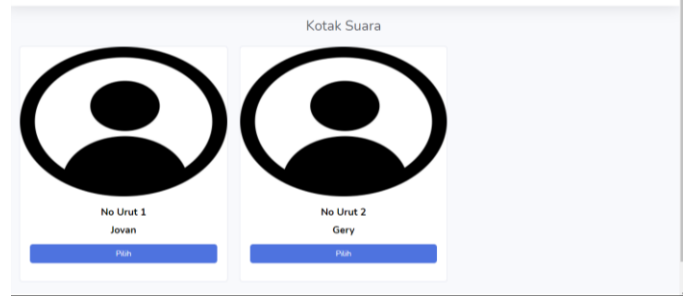 Kotak Suara
No Urut 1
Jovan
Pilih
No Urut 2
Gery
Pilih